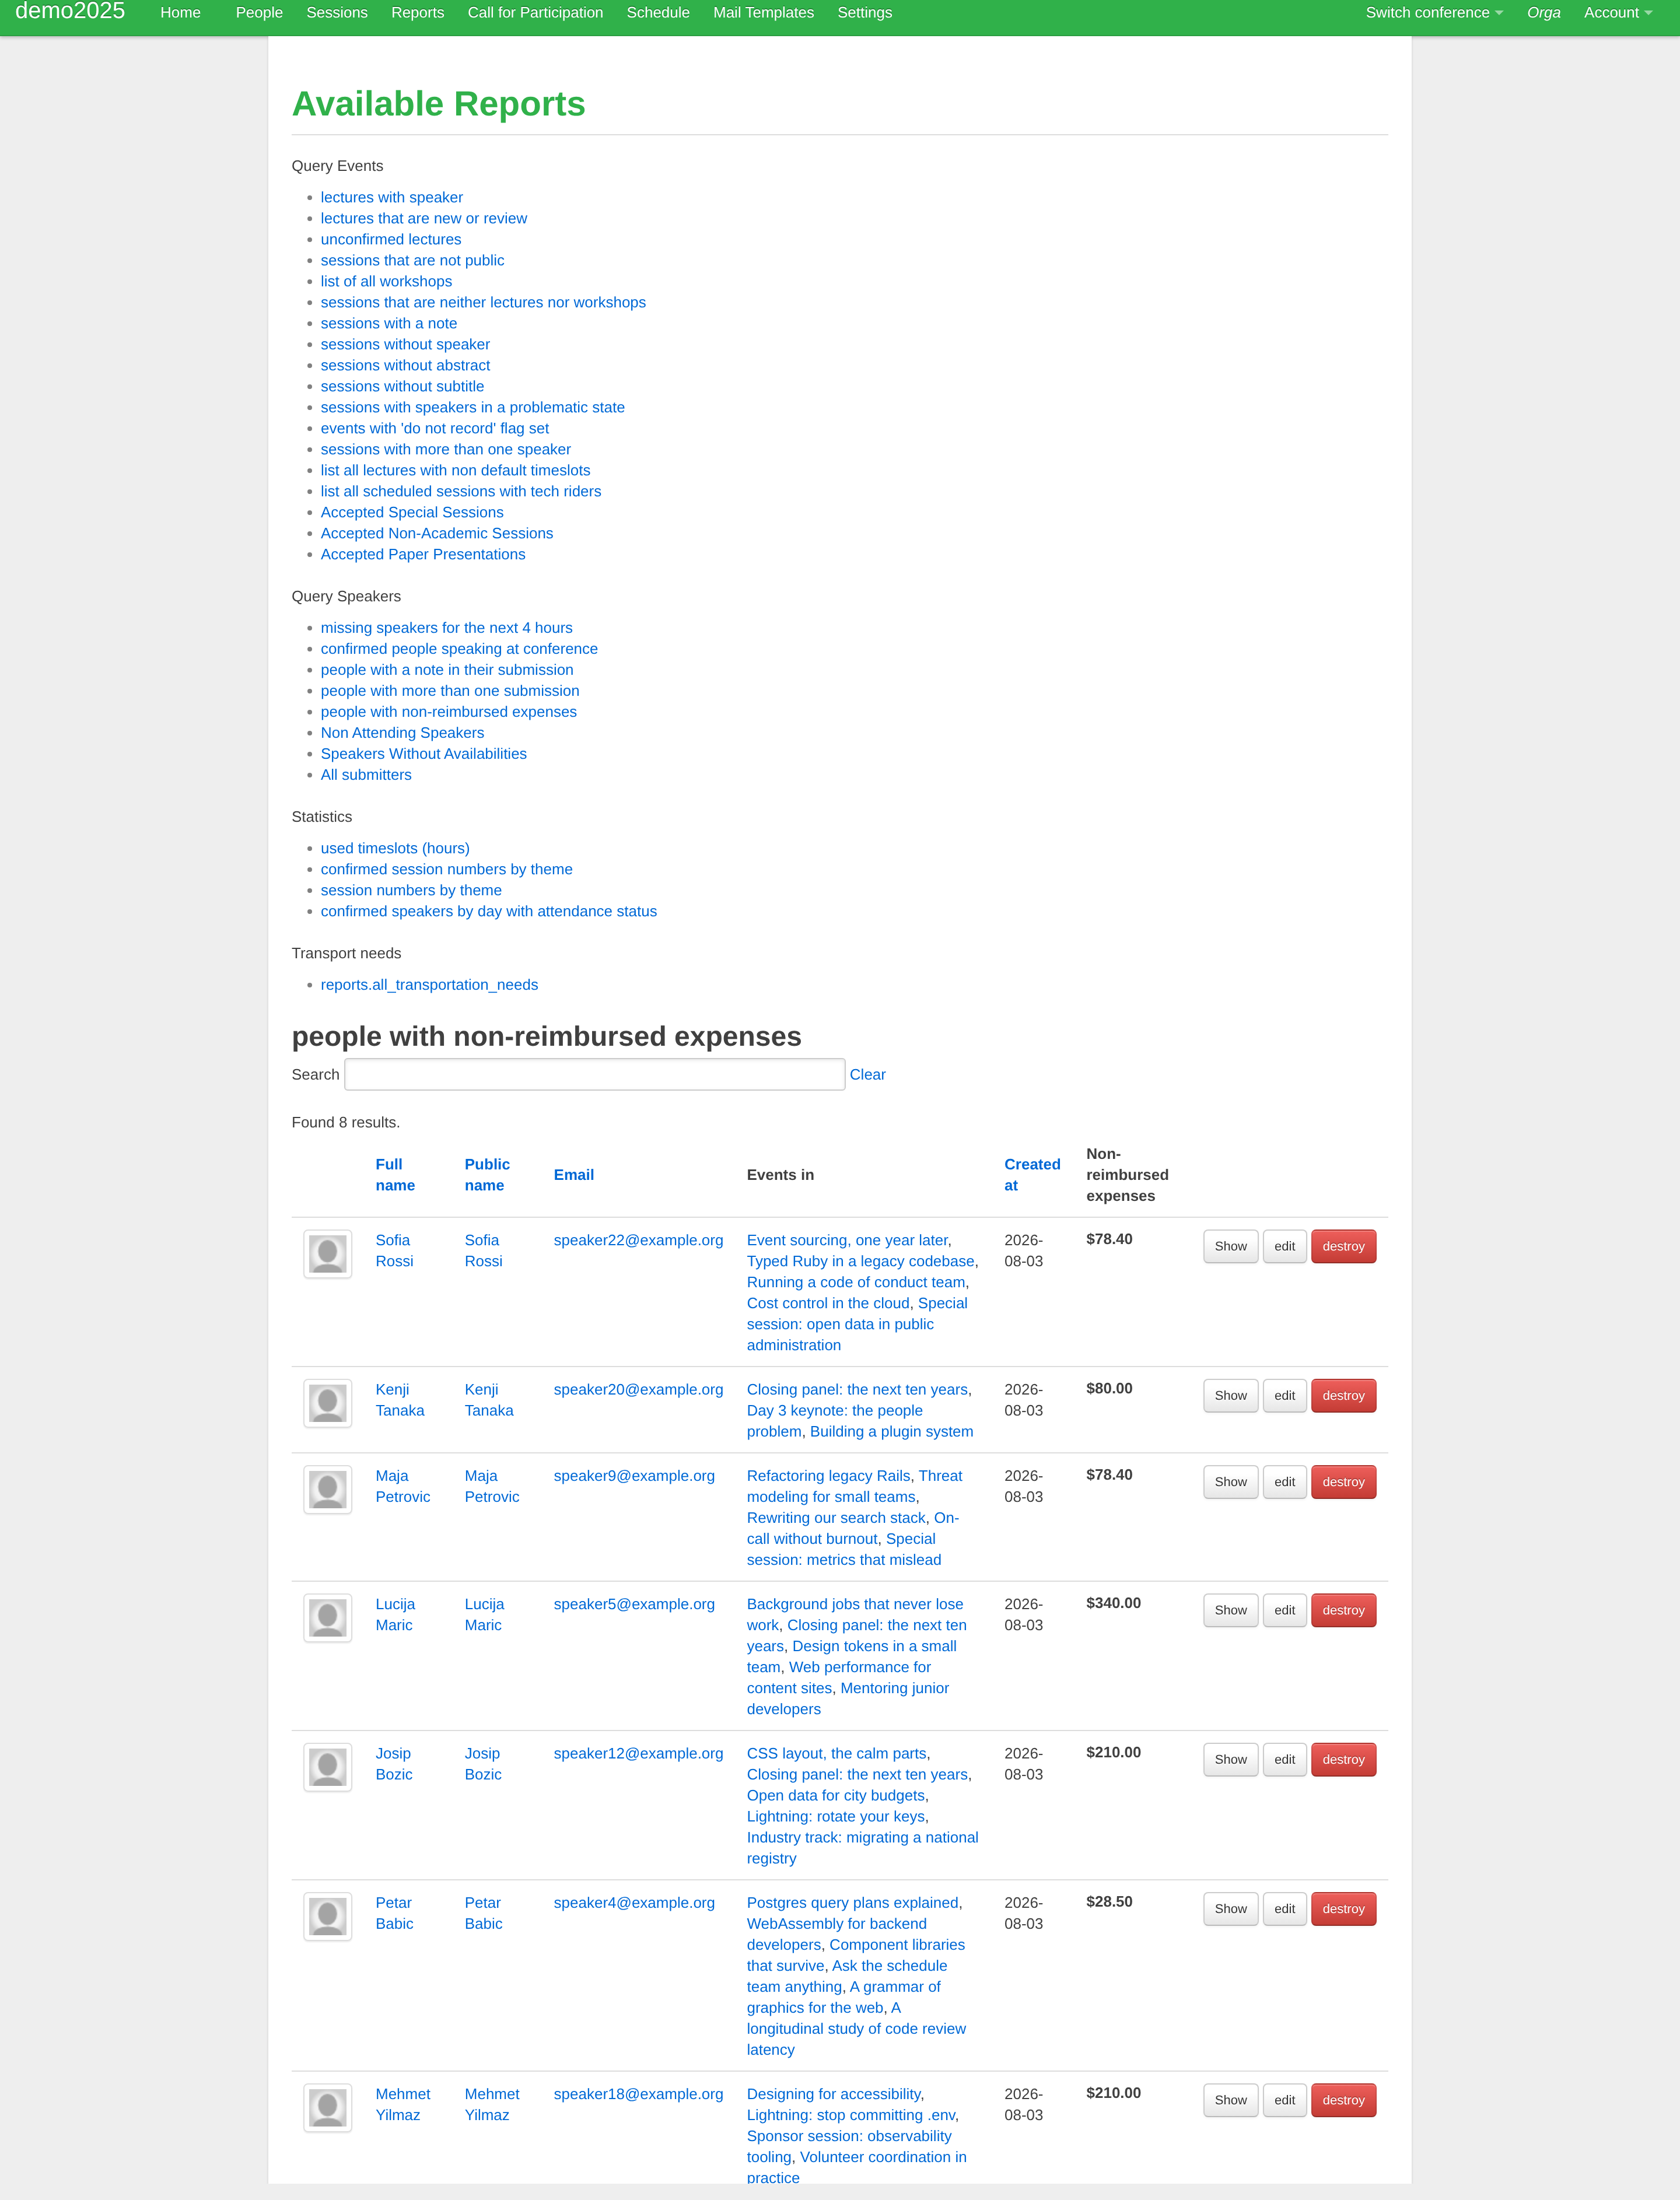 demo2025 Home People Sessions Reports Call for Participation Schedule Mail Templates Settings Switch conference Orga Account
Available Reports
Query Events
lectures with speaker
lectures that are new or review
unconfirmed lectures
sessions that are not public
list of all workshops
sessions that are neither lectures nor workshops
sessions with a note
sessions without speaker
sessions without abstract
sessions without subtitle
sessions with speakers in a problematic state
events with 'do not record' flag set
sessions with more than one speaker
list all lectures with non default timeslots
list all scheduled sessions with tech riders
Accepted Special Sessions
Accepted Non-Academic Sessions
Accepted Paper Presentations
Query Speakers
missing speakers for the next 4 hours
confirmed people speaking at conference
people with a note in their submission
people with more than one submission
people with non-reimbursed expenses
Non Attending Speakers
Speakers Without Availabilities
All submitters
Statistics
used timeslots (hours)
confirmed session numbers by theme
session numbers by theme
confirmed speakers by day with attendance status
Transport needs
reports.all_transportation_needs
people with non-reimbursed expenses
Search Clear
Found 8 results.
Full name Public name Email Events in Created at Non-reimbursed expenses
Sofia Rossi Sofia Rossi speaker22@example.org Event sourcing, one year later, 2026-08-03 $78.40 Show edit destroy
Typed Ruby in a legacy codebase,
Running a code of conduct team,
Cost control in the cloud, Special
session: open data in public
administration
Kenji Tanaka Kenji Tanaka speaker20@example.org Closing panel: the next ten years, 2026-08-03 $80.00 Show edit destroy
Day 3 keynote: the people
problem, Building a plugin system
Maja Petrovic Maja Petrovic speaker9@example.org Refactoring legacy Rails, Threat 2026-08-03 $78.40 Show edit destroy
modeling for small teams,
Rewriting our search stack, On-
call without burnout, Special
session: metrics that mislead
Lucija Maric Lucija Maric speaker5@example.org Background jobs that never lose 2026-08-03 $340.00 Show edit destroy
work, Closing panel: the next ten
years, Design tokens in a small
team, Web performance for
content sites, Mentoring junior
developers
Josip Bozic Josip Bozic speaker12@example.org CSS layout, the calm parts, 2026-08-03 $210.00 Show edit destroy
Closing panel: the next ten years,
Open data for city budgets,
Lightning: rotate your keys,
Industry track: migrating a national
registry
Petar Babic Petar Babic speaker4@example.org Postgres query plans explained, 2026-08-03 $28.50 Show edit destroy
WebAssembly for backend
developers, Component libraries
that survive, Ask the schedule
team anything, A grammar of
graphics for the web, A
longitudinal study of code review
latency
Mehmet Yilmaz Mehmet Yilmaz speaker18@example.org Designing for accessibility, 2026-08-03 $210.00 Show edit destroy
Lightning: stop committing .env,
Sponsor session: observability
tooling, Volunteer coordination in
practice